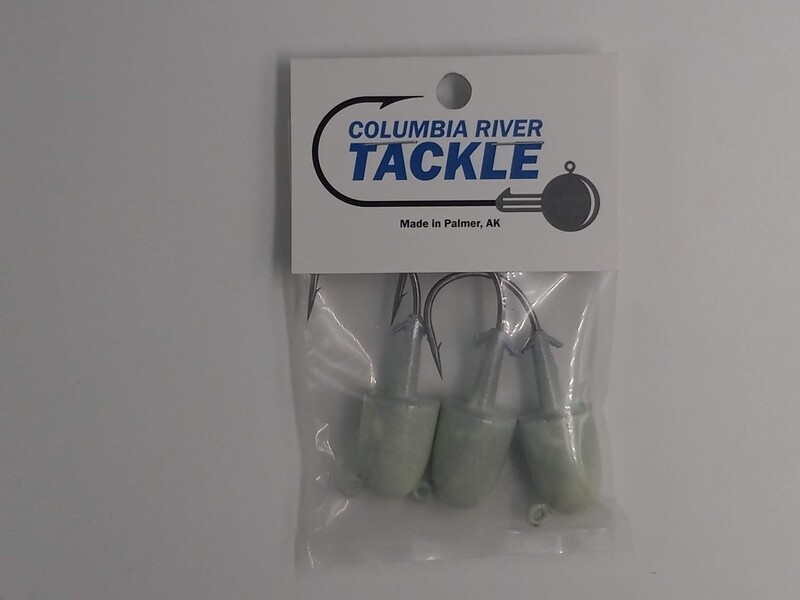 COLUMBIA RIVER
TACKLE
Made in Palmer, AK